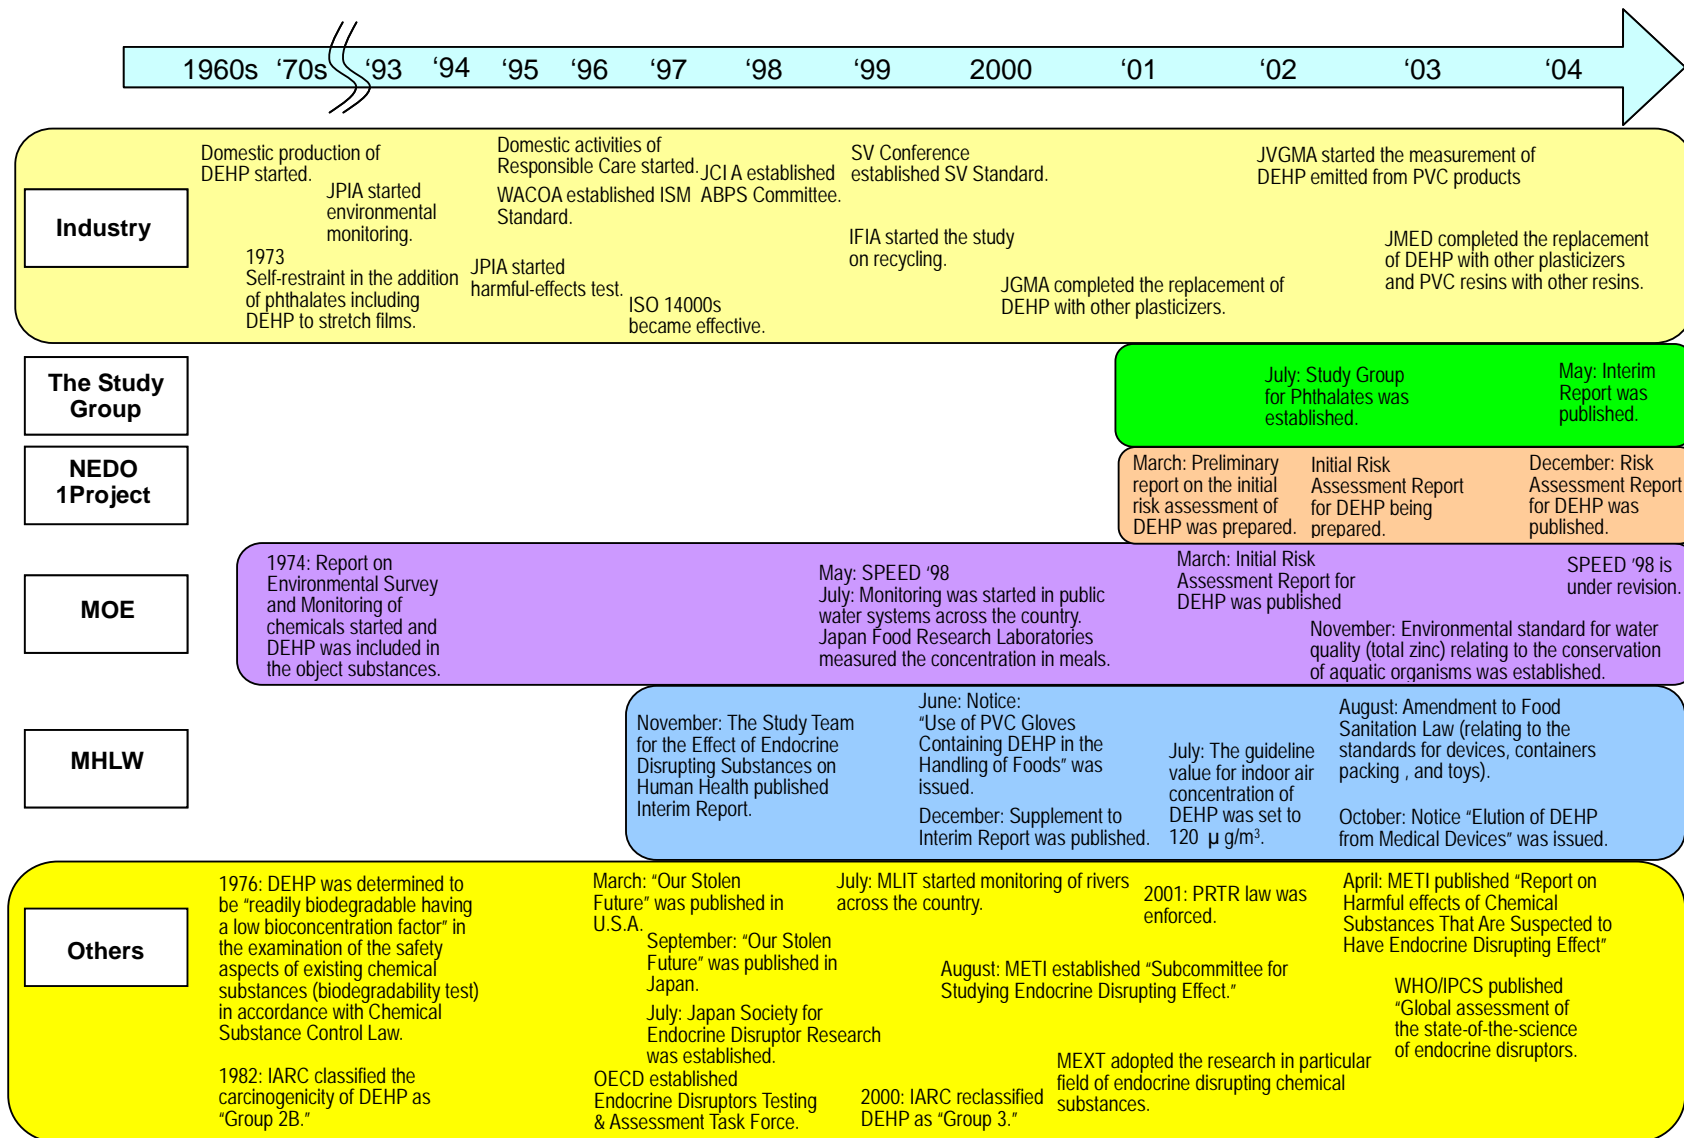 1960s ‘70s ‘93 ‘94 ‘95 ‘96 ‘97 ‘98 ‘99 2000 ‘01 ‘02 ‘03 ‘04
Industry
Domestic production of
DEHP started.
JPIA started
environmental
monitoring.
1973
Self-restraint in the addition
of phthalates including
DEHP to stretch films.
Domestic activities of
Responsible Care started.
WACOA established ISM
Standard.
JPIA started
harmful-effects test.
JCI A established
ABPS Committee.
ISO 14000s
became effective.
SV Conference
established SV Standard.
IFIA started the study
on recycling.
JGMA completed the replacement of
DEHP with other plasticizers.
JVGMA started the measurement of
DEHP emitted from PVC products
JMED completed the replacement
of DEHP with other plasticizers
and PVC resins with other resins.
The Study
Group
July: Study Group
for Phthalates was
established.
May: Interim
Report was
published.
NEDO
1Project
March: Preliminary
report on the initial
risk assessment of
DEHP was prepared.
Initial Risk
Assessment Report
for DEHP being
prepared.
December: Risk
Assessment Report
for DEHP was
published.
MOE
1974: Report on
Environmental Survey
and Monitoring of
chemicals started and
DEHP was included in
the object substances.
May: SPEED ‘98
July: Monitoring was started in public
water systems across the country.
Japan Food Research Laboratories
measured the concentration in meals.
March: Initial Risk
Assessment Report for
DEHP was published
SPEED ‘98 is
under revision.
November: Environmental standard for water
quality (total zinc) relating to the conservation
of aquatic organisms was established.
MHLW
November: The Study Team
for the Effect of Endocrine
Disrupting Substances on
Human Health published
Interim Report.
June: Notice:
“Use of PVC Gloves
Containing DEHP in the
Handling of Foods” was
issued.
December: Supplement to
Interim Report was published.
July: The guideline
value for indoor air
concentration of
DEHP was set to
120 μ g/m³.
August: Amendment to Food
Sanitation Law (relating to the
standards for devices, containers
packing , and toys).
October: Notice “Elution of DEHP
from Medical Devices” was issued.
Others
1976: DEHP was determined to
be “readily biodegradable having
a low bioconcentration factor” in
the examination of the safety
aspects of existing chemical
substances (biodegradability test)
in accordance with Chemical
Substance Control Law.
1982: IARC classified the
carcinogenicity of DEHP as
“Group 2B.”
March: “Our Stolen
Future” was published in
U.S.A.
September: “Our Stolen
Future” was published in
Japan.
July: Japan Society for
Endocrine Disruptor Research
was established.
OECD established
Endocrine Disruptors Testing
& Assessment Task Force.
July: MLIT started monitoring of rivers
across the country.
August: METI established “Subcommittee for
Studying Endocrine Disrupting Effect.”
2000: IARC reclassified
DEHP as “Group 3.”
2001: PRTR law was
enforced.
MEXT adopted the research in particular
field of endocrine disrupting chemical
substances.
April: METI published “Report on
Harmful effects of Chemical
Substances That Are Suspected to
Have Endocrine Disrupting Effect”
WHO/IPCS published
“Global assessment of
the state-of-the-science
of endocrine disruptors.